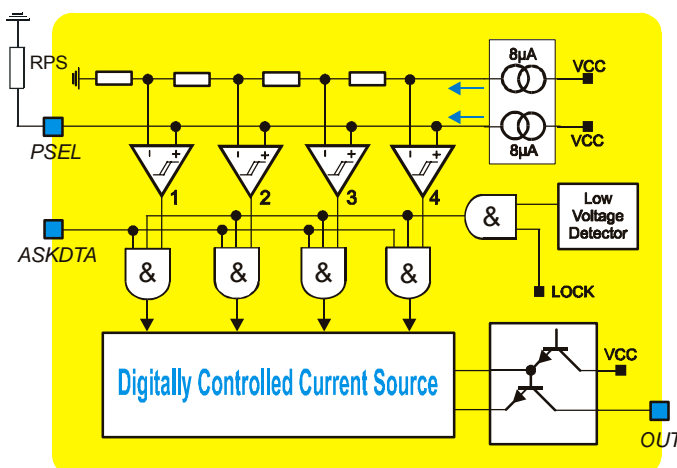 RPS
8µA
VCC
PSEL
VCC
8µA
- +
- +
- +
- +
1
2
3
4
ASKDTA
&
Low
Voltage
Detector
& & & &
LOCK
Digitally Controlled Current Source
VCC
OUT